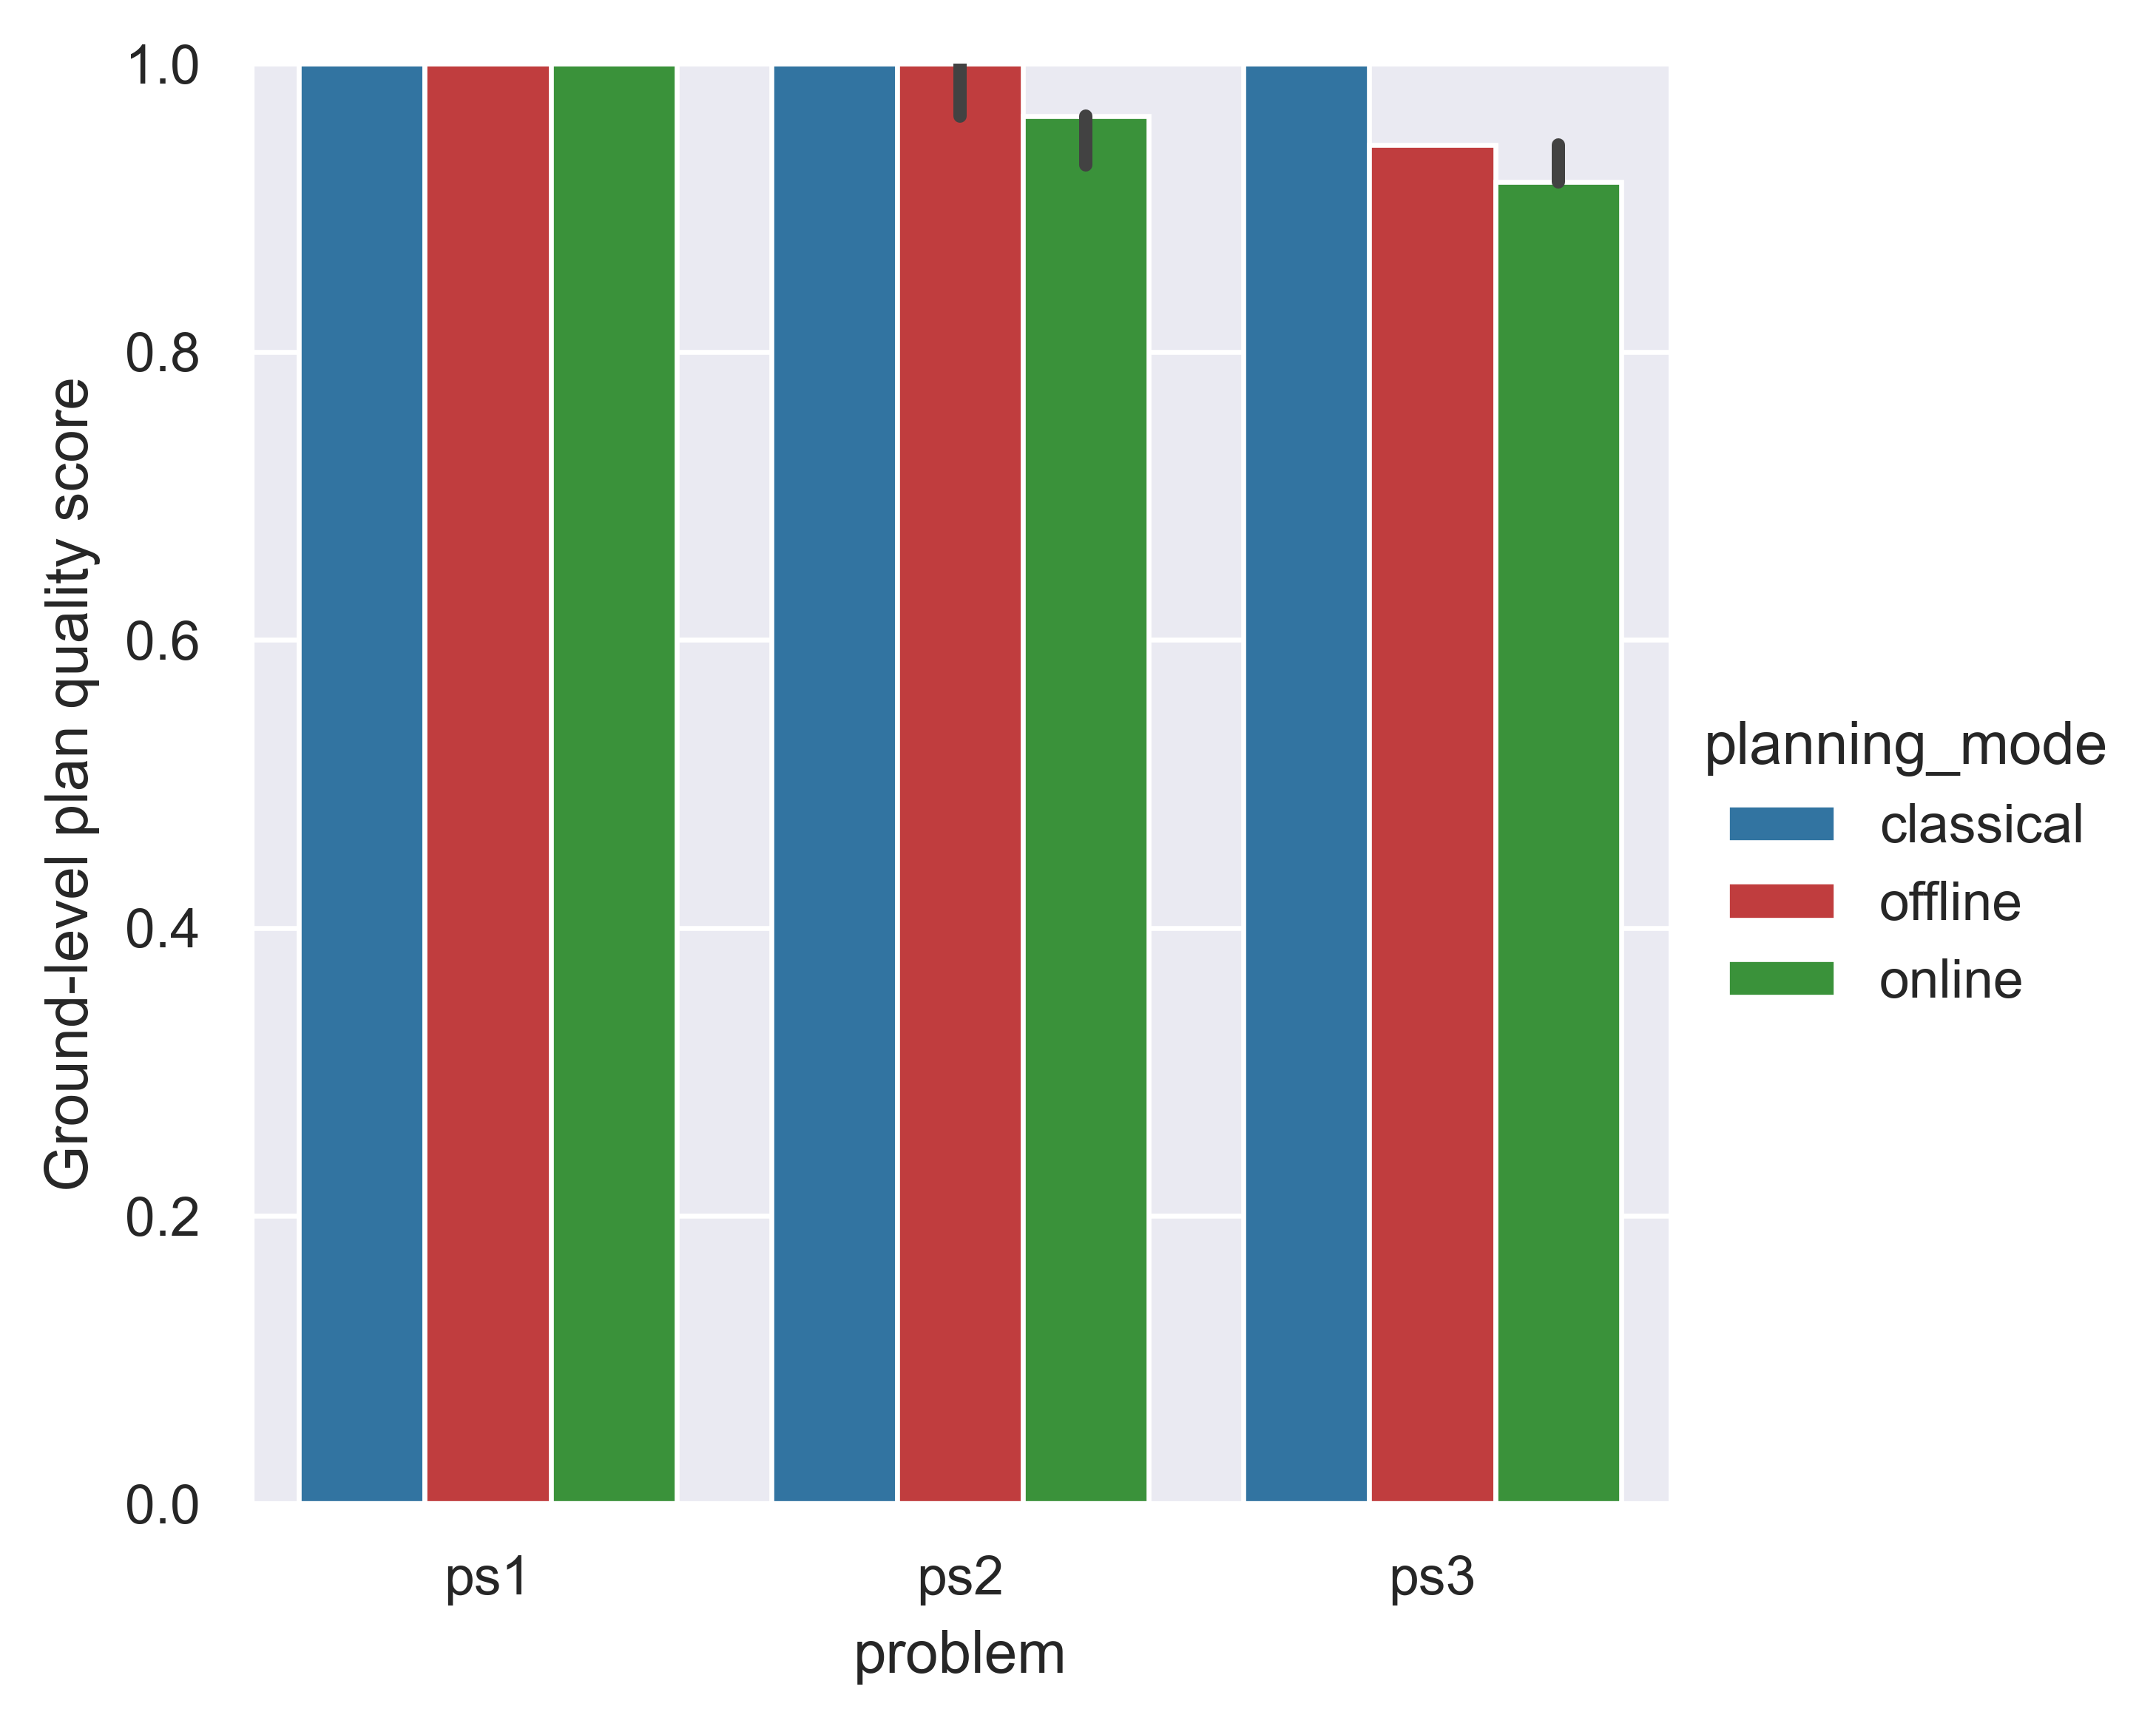 Ground-level plan quality score
1.0
0.8
0.6
0.4
0.2
0.0
ps1 ps2 ps3
problem
planning_mode
classical
offline
online